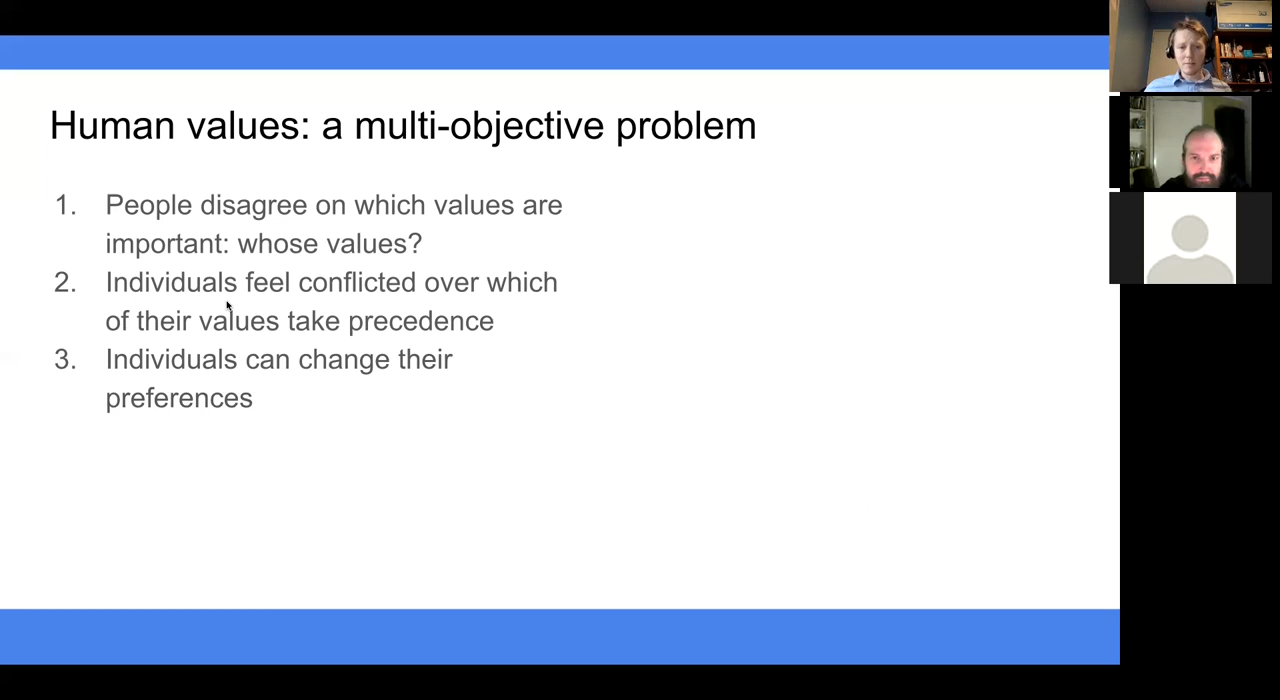 Human values: a multi-objective problem
1. People disagree on which values are
important: whose values?
2. Individuals feel conflicted over which
of their values take precedence
3. Individuals can change their
preferences